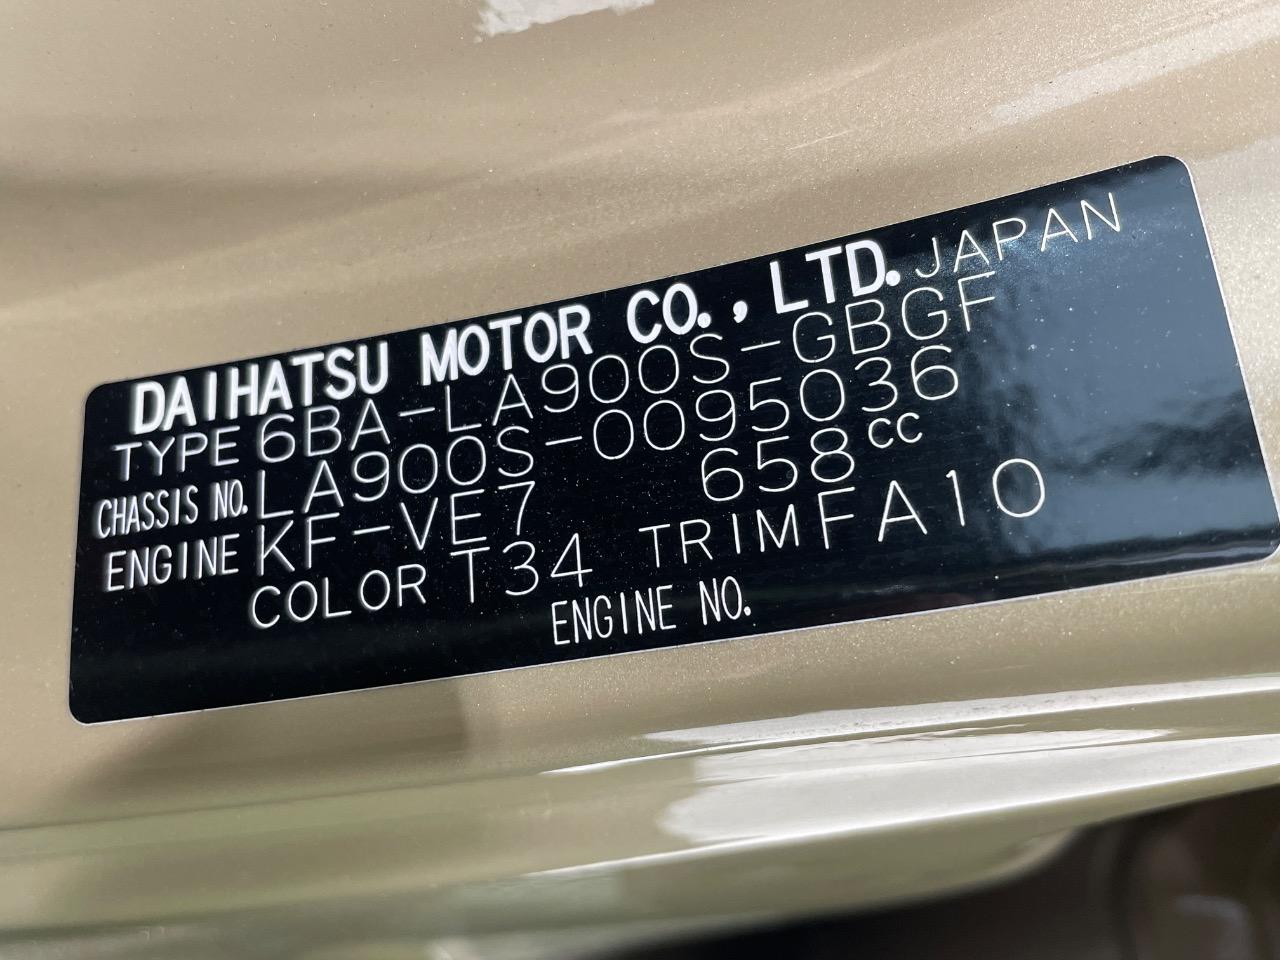 DAIHATSU MOTOR CO., LTD. JAPAN
TYPE 6BA-LA900S-GBGF
CHASSIS NO. LA900S-0095036
ENGINE KF-VE7 658cc
COLOR T34 TRIM FA10
ENGINE NO.